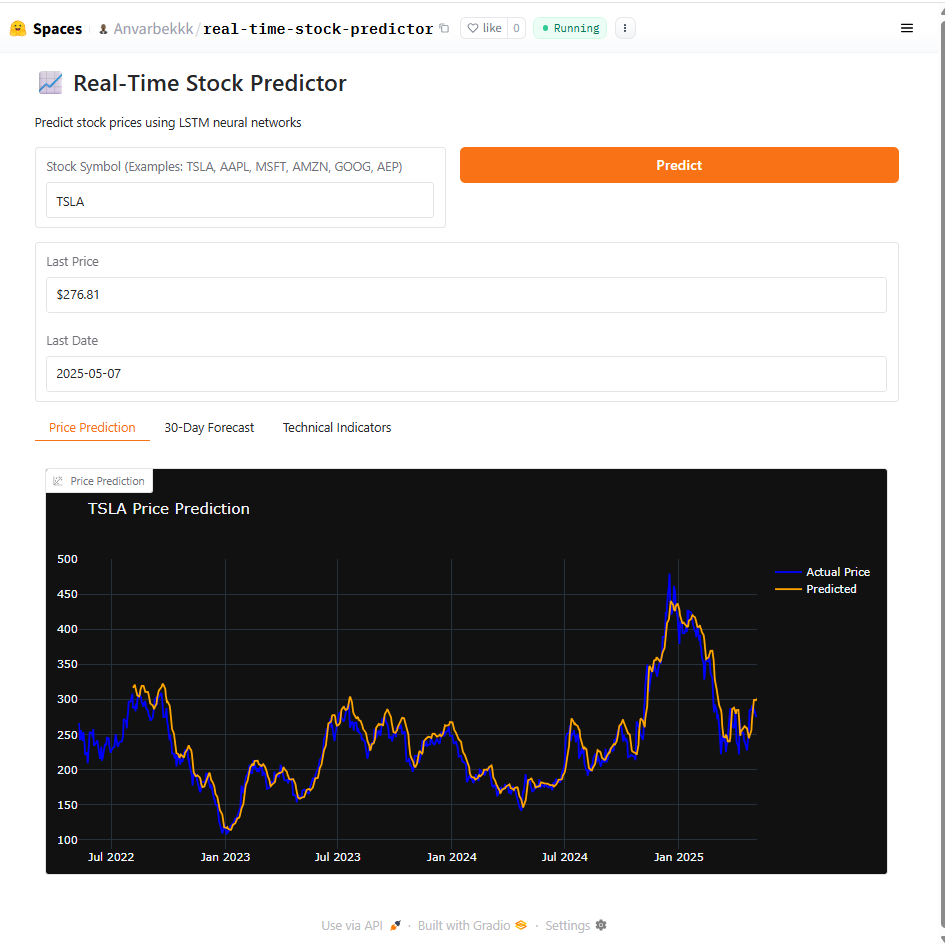 Spaces Anvarbekkk/real-time-stock-predictor like 0 Running
Real-Time Stock Predictor
Predict stock prices using LSTM neural networks
Stock Symbol (Examples: TSLA, AAPL, MSFT, AMZN, GOOG, AEP)
TSLA
Predict
Last Price
$276.81
Last Date
2025-05-07
Price Prediction 30-Day Forecast Technical Indicators
Price Prediction
TSLA Price Prediction
500
450
400
350
300
250
200
150
100
Jul 2022 Jan 2023 Jul 2023 Jan 2024 Jul 2024 Jan 2025
Actual Price
Predicted
Use via API · Built with Gradio · Settings